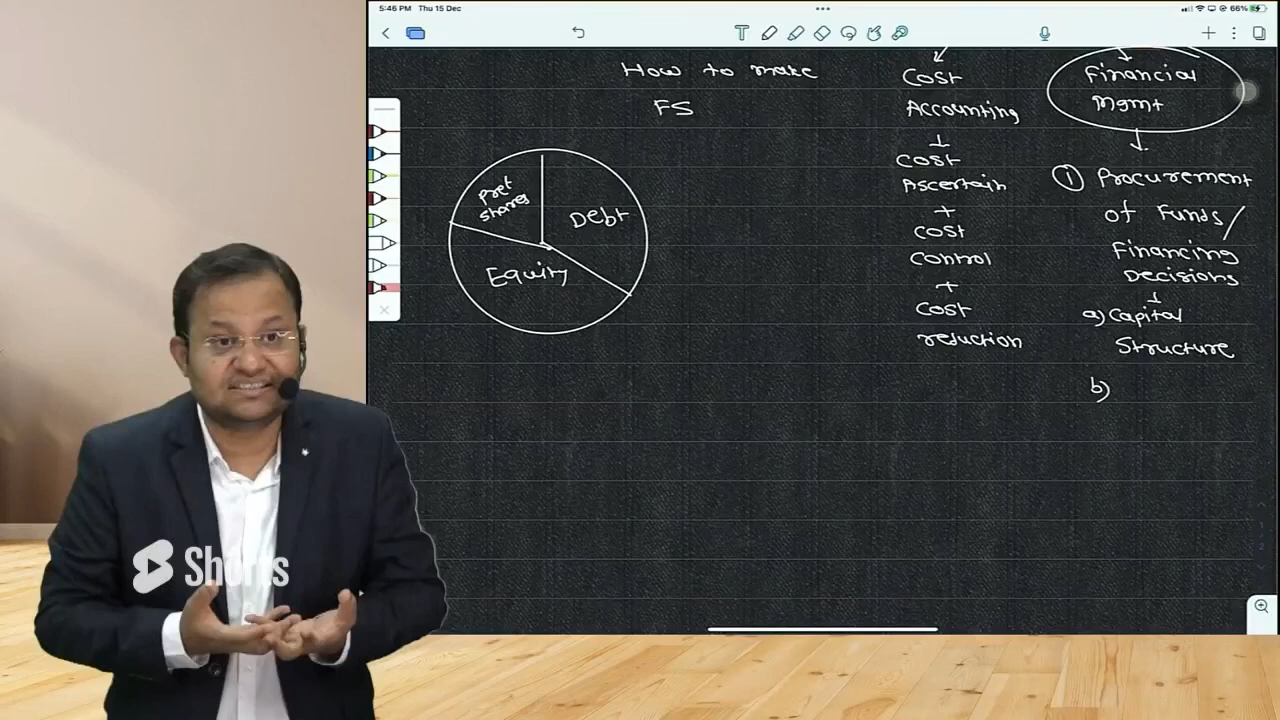 5:46 PM Thu 15 Dec
66%
How to make
FS
Pref
shares
Debt
Equity
Cost
Accounting
Cost
Ascertain
+
Cost
control
+
Cost
reduction
Financial
Mgmt
① Procurement
of Funds/
Financing
Decisions
a) Capital
Structure
b)
Shorts